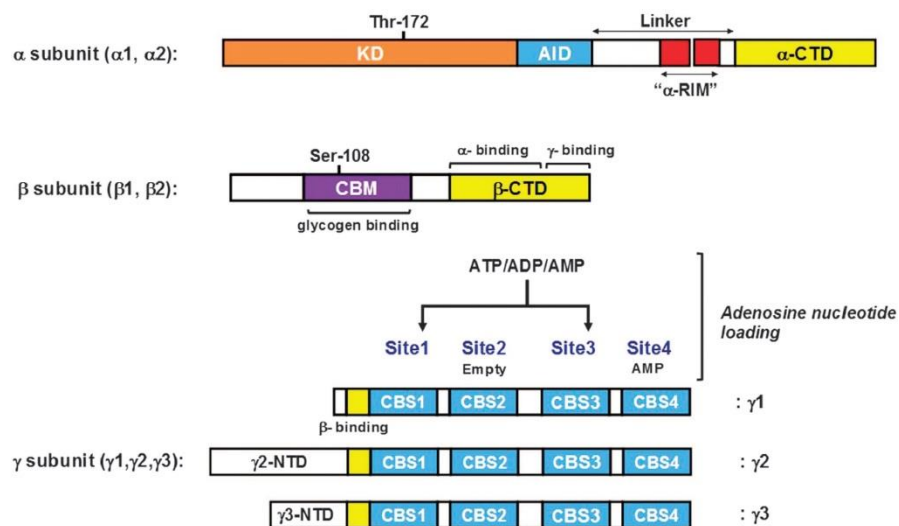 Thr-172
Linker
α subunit (α1, α2):
KD
AID
α-CTD
“α-RIM”
Ser-108
α- binding
γ- binding
β subunit (β1, β2):
CBM
β-CTD
glycogen binding
ATP/ADP/AMP
Adenosine nucleotide
loading
Site1
Site2
Site3
Site4
Empty
AMP
CBS1
CBS2
CBS3
CBS4
: γ1
β- binding
γ subunit (γ1,γ2,γ3):
γ2-NTD
CBS1
CBS2
CBS3
CBS4
: γ2
γ3-NTD
CBS1
CBS2
CBS3
CBS4
: γ3